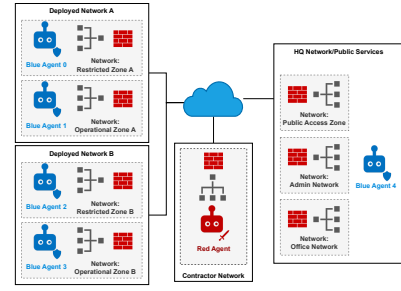 Deployed Network A
Blue Agent 0
Network:
Restricted Zone A
Blue Agent 1
Network:
Operational Zone A
Deployed Network B
Blue Agent 2
Network:
Restricted Zone B
Blue Agent 3
Network:
Operational Zone B
Red Agent
Contractor Network
HQ Network/Public Services
Network:
Public Access Zone
Network:
Admin Network
Blue Agent 4
Network:
Office Network